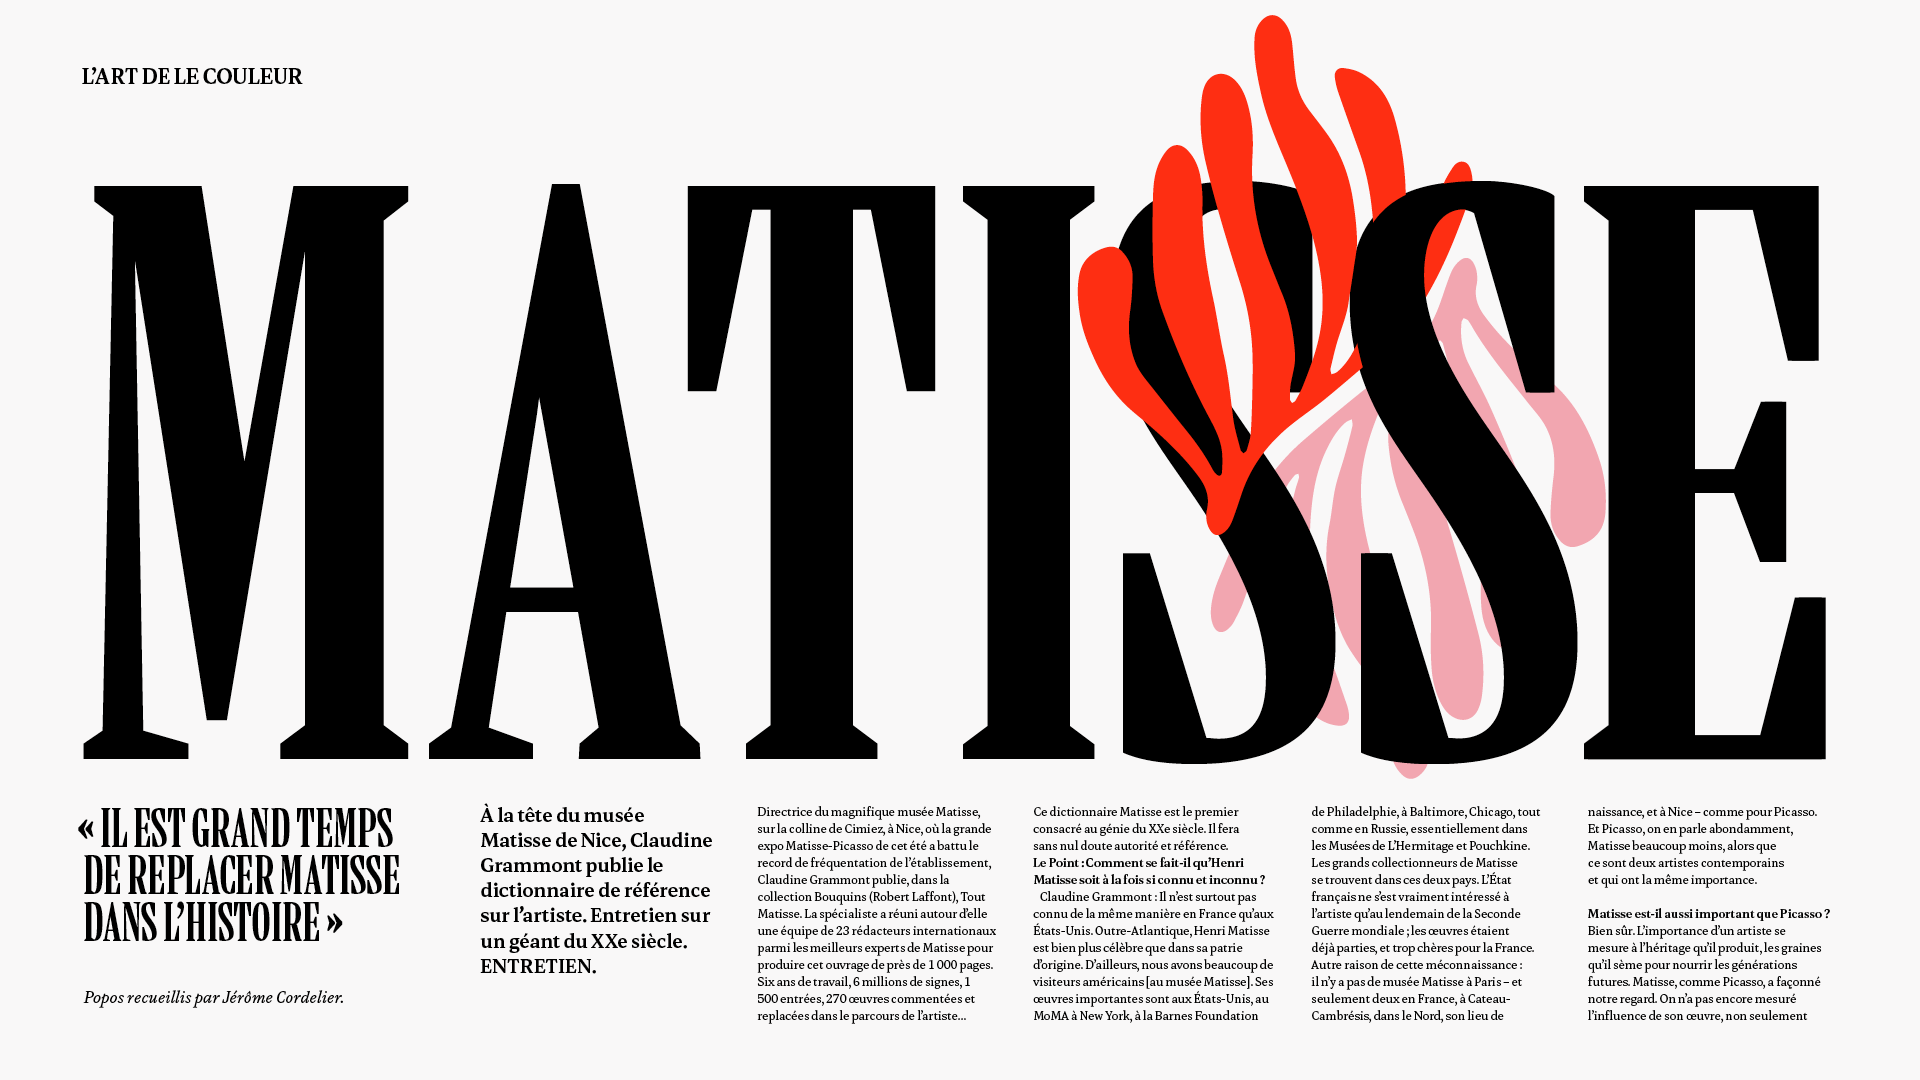 L’ART DE LE COULEUR
MATISSE
« IL EST GRAND TEMPS
DE REPLACER MATISSE
DANS L’HISTOIRE »
Popos recueillis par Jérôme Cordelier.
À la tête du musée
Matisse de Nice, Claudine
Grammont publie le
dictionnaire de référence
sur l’artiste. Entretien sur
un géant du XXe siècle.
ENTRETIEN.
Directrice du magnifique musée Matisse,
sur la colline de Cimiez, à Nice, où la grande
expo Matisse-Picasso de cet été a battu le
record de fréquentation de l’établissement,
Claudine Grammont publie, dans la
collection Bouquins (Robert Laffont), Tout
Matisse. La spécialiste a réuni autour d’elle
une équipe de 23 rédacteurs internationaux
parmi les meilleurs experts de Matisse pour
produire cet ouvrage de près de 1 000 pages.
Six ans de travail, 6 millions de signes, 1
500 entrées, 270 œuvres commentées et
replacées dans le parcours de l’artiste…
Ce dictionnaire Matisse est le premier
consacré au génie du XXe siècle. Il fera
sans nul doute autorité et référence.
Le Point : Comment se fait-il qu’Henri
Matisse soit à la fois si connu et inconnu ?
Claudine Grammont : Il n’est surtout pas
connu de la même manière en France qu’aux
États-Unis. Outre-Atlantique, Henri Matisse
est bien plus célèbre que dans sa patrie
d’origine. D’ailleurs, nous avons beaucoup de
visiteurs américains [au musée Matisse]. Ses
œuvres importantes sont aux États-Unis, au
MoMA à New York, à la Barnes Foundation
de Philadelphie, à Baltimore, Chicago, tout
comme en Russie, essentiellement dans
les Musées de L’Hermitage et Pouchkine.
Les grands collectionneurs de Matisse
se trouvent dans ces deux pays. L’État
français ne s’est vraiment intéressé à
l’artiste qu’au lendemain de la Seconde
Guerre mondiale ; les œuvres étaient
déjà parties, et trop chères pour la France.
Autre raison de cette méconnaissance :
il n’y a pas de musée Matisse à Paris – et
seulement deux en France, à Cateau-
Cambrésis, dans le Nord, son lieu de
naissance, et à Nice – comme pour Picasso.
Et Picasso, on en parle abondamment,
Matisse beaucoup moins, alors que
ce sont deux artistes contemporains
et qui ont la même importance.
Matisse est-il aussi important que Picasso ?
Bien sûr. L’importance d’un artiste se
mesure à l’héritage qu’il produit, les graines
qu’il sème pour nourrir les générations
futures. Matisse, comme Picasso, a façonné
notre regard. On n’a pas encore mesuré
l’influence de son œuvre, non seulement